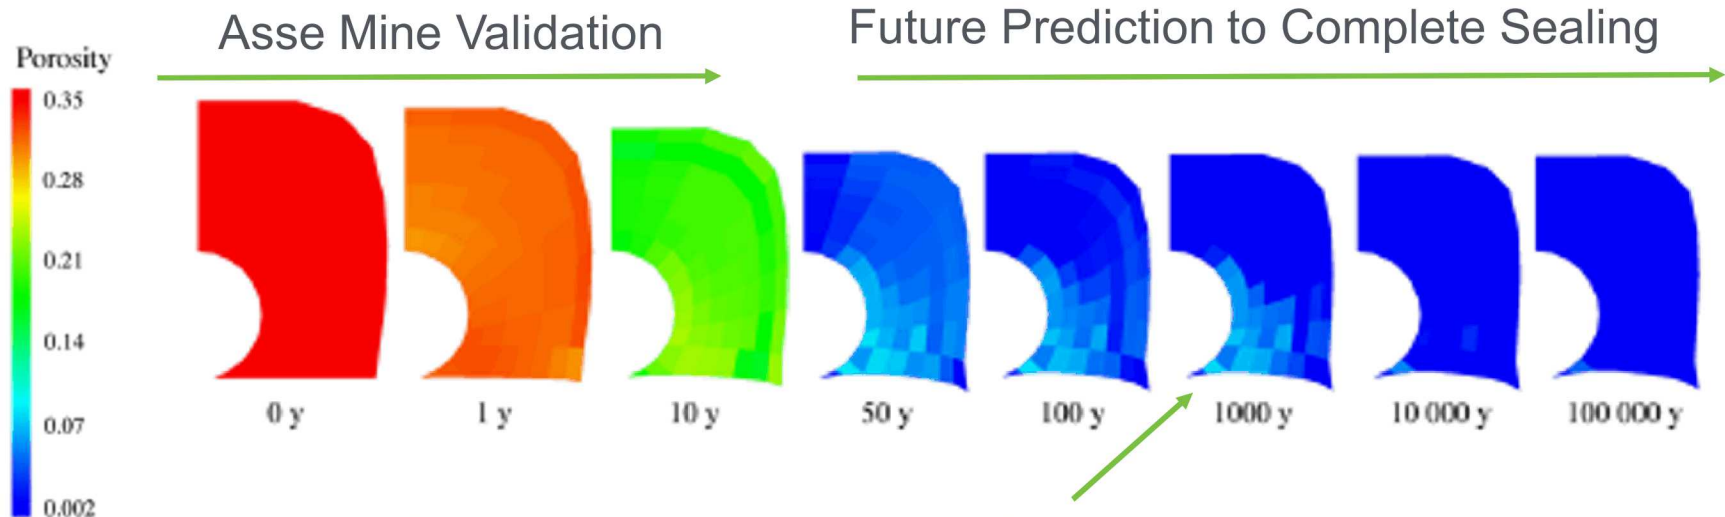 Asse Mine Validation
Future Prediction to Complete Sealing
Porosity
0.35
0.28
0.21
0.14
0.07
0.002
0 y
1 y
10 y
50 y
100 y
1000 y
10 000 y
100 000 y